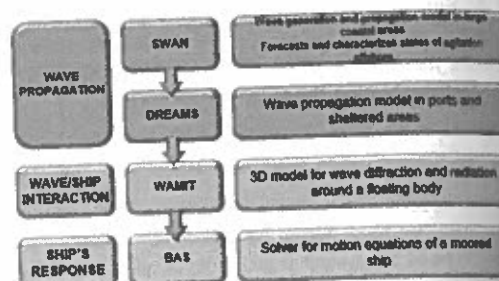 WAVE
PROPAGATION
SWAN
Wave generation and propagation model in large
coastal areas
Forecasts and characterizes states of agitation
offshore
DREAMS
Wave propagation model in ports and
sheltered areas
WAVE/SHIP
INTERACTION
WAMIT
3D model for wave diffraction and radiation
around a floating body
SHIP'S
RESPONSE
BAS
Solver for motion equations of a moored
ship